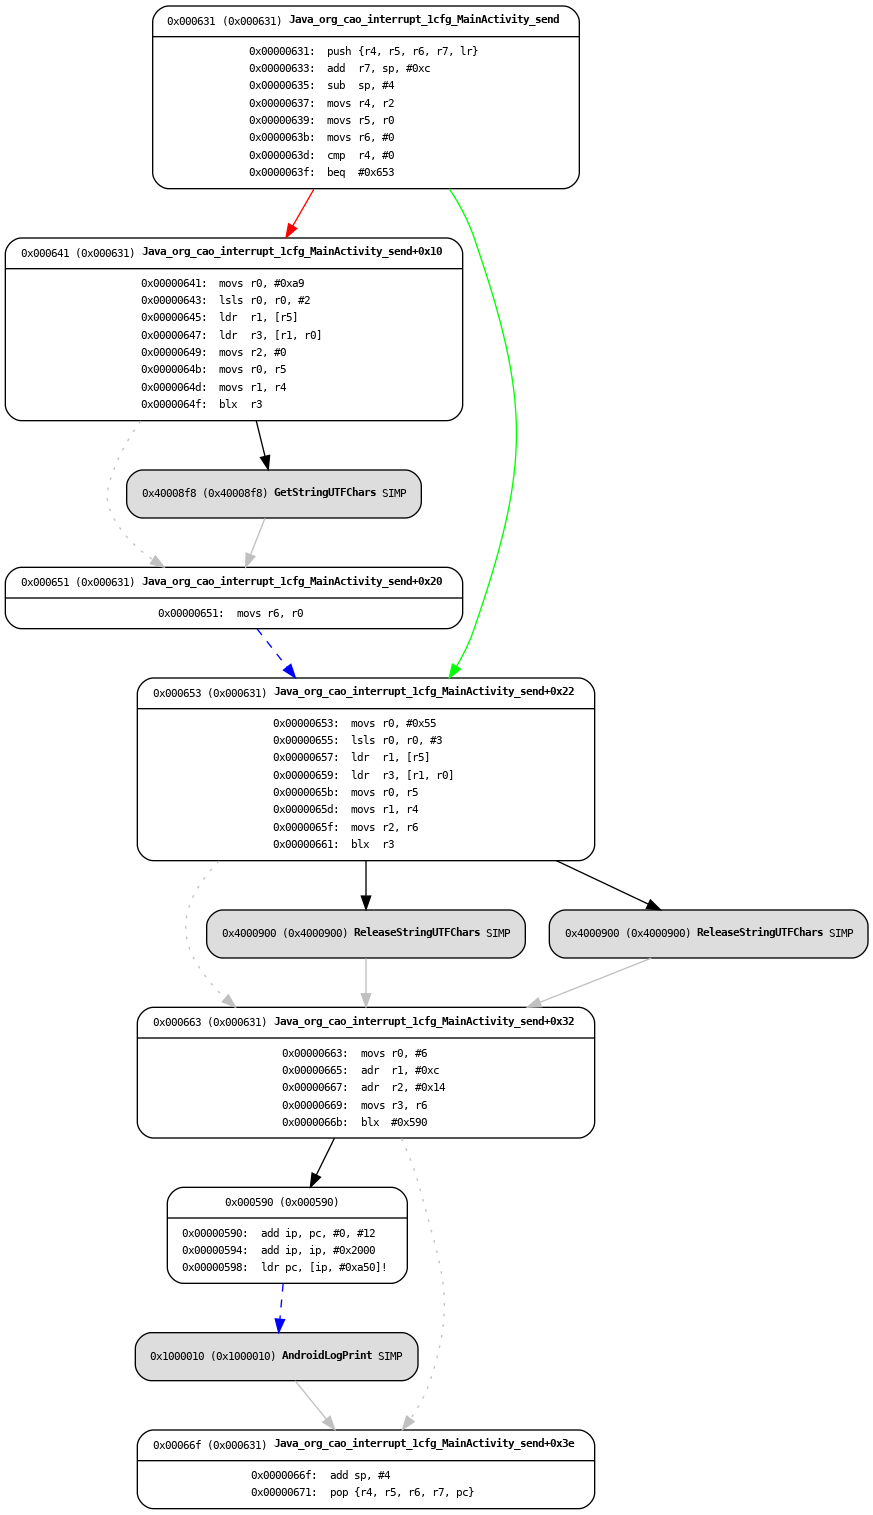 0x000631 (0x000631) Java_org_cao_interrupt_1cfg_MainActivity_send
0x00000631: push {r4, r5, r6, r7, lr}
0x00000633: add r7, sp, #0xc
0x00000635: sub sp, #4
0x00000637: movs r4, r2
0x00000639: movs r5, r0
0x0000063b: movs r6, #0
0x0000063d: cmp r4, #0
0x0000063f: beq #0x653
0x000641 (0x000631) Java_org_cao_interrupt_1cfg_MainActivity_send+0x10
0x00000641: movs r0, #0xa9
0x00000643: lsls r0, r0, #2
0x00000645: ldr r1, [r5]
0x00000647: ldr r3, [r1, r0]
0x00000649: movs r2, #0
0x0000064b: movs r0, r5
0x0000064d: movs r1, r4
0x0000064f: blx r3
0x40008f8 (0x40008f8) GetStringUTFChars SIMP
0x000651 (0x000631) Java_org_cao_interrupt_1cfg_MainActivity_send+0x20
0x00000651: movs r6, r0
0x000653 (0x000631) Java_org_cao_interrupt_1cfg_MainActivity_send+0x22
0x00000653: movs r0, #0x55
0x00000655: lsls r0, r0, #3
0x00000657: ldr r1, [r5]
0x00000659: ldr r3, [r1, r0]
0x0000065b: movs r0, r5
0x0000065d: movs r1, r4
0x0000065f: movs r2, r6
0x00000661: blx r3
0x4000900 (0x4000900) ReleaseStringUTFChars SIMP
0x4000900 (0x4000900) ReleaseStringUTFChars SIMP
0x000663 (0x000631) Java_org_cao_interrupt_1cfg_MainActivity_send+0x32
0x00000663: movs r0, #6
0x00000665: adr r1, #0xc
0x00000667: adr r2, #0x14
0x00000669: movs r3, r6
0x0000066b: blx #0x590
0x000590 (0x000590)
0x00000590: add ip, pc, #0, #12
0x00000594: add ip, ip, #0x2000
0x00000598: ldr pc, [ip, #0xa50]!
0x1000010 (0x1000010) AndroidLogPrint SIMP
0x00066f (0x000631) Java_org_cao_interrupt_1cfg_MainActivity_send+0x3e
0x0000066f: add sp, #4
0x00000671: pop {r4, r5, r6, r7, pc}